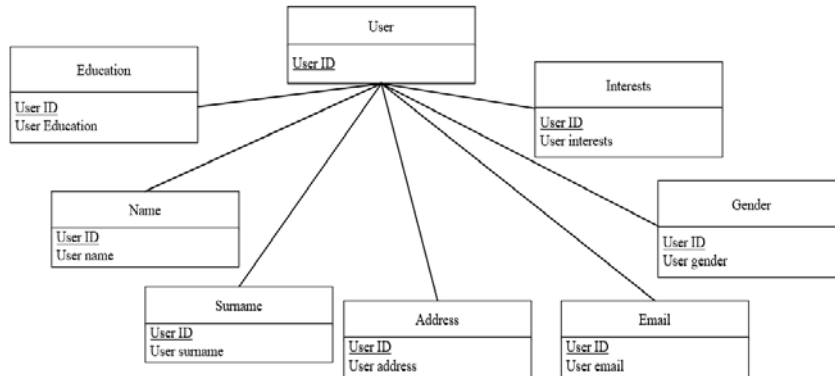 User
User ID
Education
User ID
User Education
Interests
User ID
User interests
Name
User ID
User name
Gender
User ID
User gender
Surname
User ID
User surname
Address
User ID
User address
Email
User ID
User email